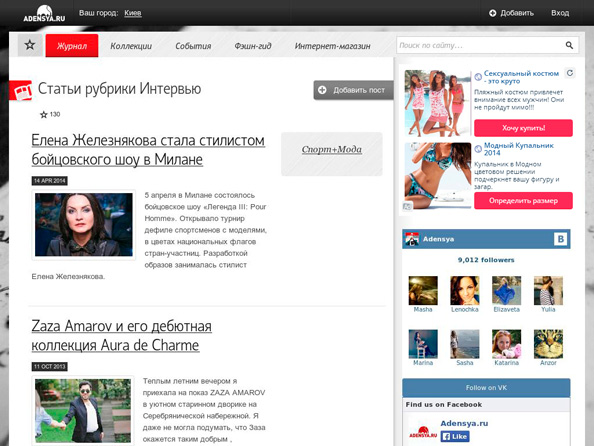 ADENSYA.RU
Ваш город: Киев
Добавить
Вход
Журнал
Коллекции
События
Фэшн-гид
Интернет-магазин
Поиск по сайту...
Статьи рубрики Интервью
Добавить пост
130
Елена Железнякова стала стилистом
бойцовского шоу в Милане
14 APR 2014
5 апреля в Милане состоялось
бойцовское шоу «Легенда III: Pour
Homme». Открывало турнир
дефиле спортсменов с моделями,
в цветах национальных флагов
стран-участниц. Разработкой
образов занималась стилист
Елена Железнякова.
Zaza Amarov и его дебютная
коллекция Aura de Charme
11 OCT 2013
Теплым летним вечером я
приехала на показ ZAZA AMAROV
в уютном старинном дворике на
Серебрянической набережной. Я
даже не могла подумать, что Заза
окажется таким добрым ,
Спорт+Мода
Сексуальный костюм
- это круто
Пляжный костюм привлечет
внимание всех мужчин! Они
не пройдут мимо!!!
Хочу купить!
Модный Купальник
2014
Купальник в Модном
цветовом решении
подчеркнет вашу фигуру и
загар.
Определить размер
Adensya
B
9,012 followers
Masha
Lenochka
Elizaveta
Yulia
Marina
Sasha
Katarina
Anzor
Follow on VK
Find us on Facebook
ADENSYA.RU
Adensya.ru
Like